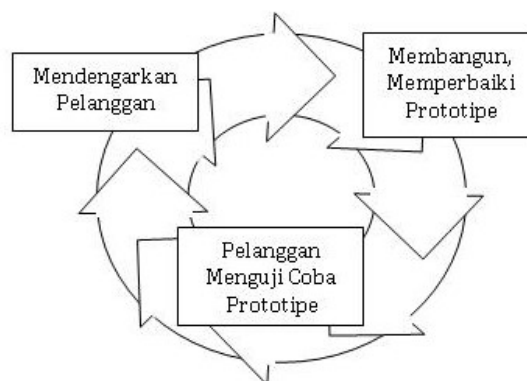 Mendengarkan
Pelanggan
Membangun,
Memperbaiki
Prototipe
Pelanggan
Menguji Coba
Prototipe